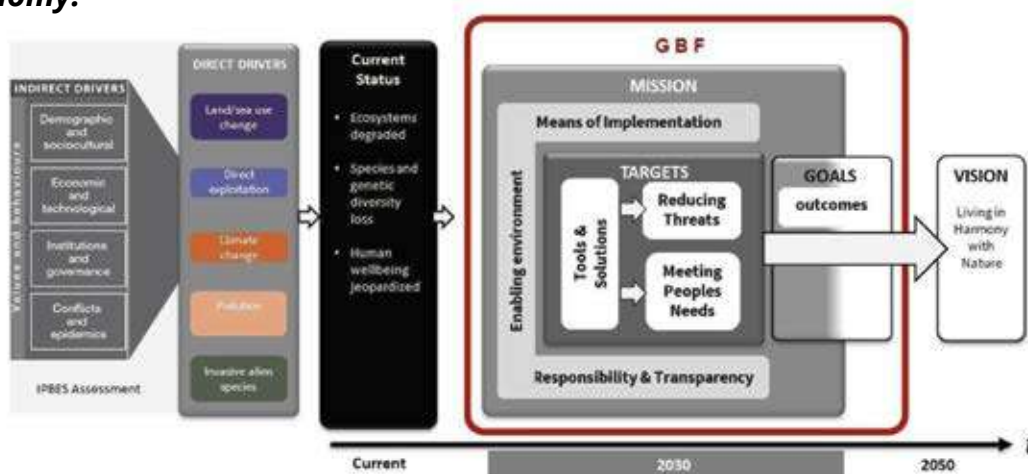 nomy.
INDIRECT DRIVERS
Values and behaviours
Demographic
and
sociocultural
Economic
and
technological
Institutions
and
governance
Conflicts
and
epidemics
IPBES Assessment
DIRECT DRIVERS
Land/sea use
change
Direct
exploitation
Climate
change
Pollution
Invasive alien
species
Current
Status
• Ecosystems
degraded
• Species and
genetic
diversity
loss
• Human
wellbeing
jeopardized
GBF
MISSION
Means of Implementation
Enabling environment
TARGETS
Tools &
Solutions
Reducing
Threats
Meeting
Peoples
Needs
Responsibility & Transparency
GOALS
outcomes
VISION
Living in
Harmony
with
Nature
Current
2030
2050